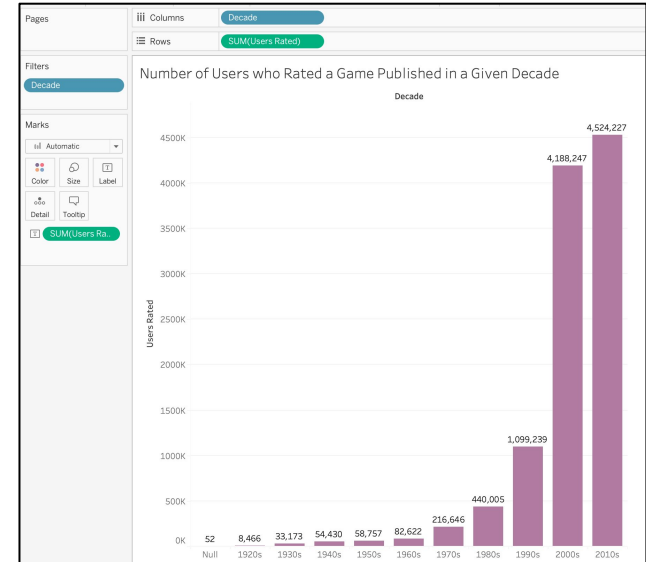 Pages
Columns
Decade
Rows
SUM(Users Rated)
Filters
Decade
Marks
Automatic
Color
Size
Label
Detail
Tooltip
SUM(Users Ra..
Number of Users who Rated a Game Published in a Given Decade
Decade
Users Rated
4500K
4000K
3500K
3000K
2500K
2000K
1500K
1000K
500K
0K
52
8,466
33,173
54,430
58,757
82,622
216,646
440,005
1,099,239
4,188,247
4,524,227
Null
1920s
1930s
1940s
1950s
1960s
1970s
1980s
1990s
2000s
2010s